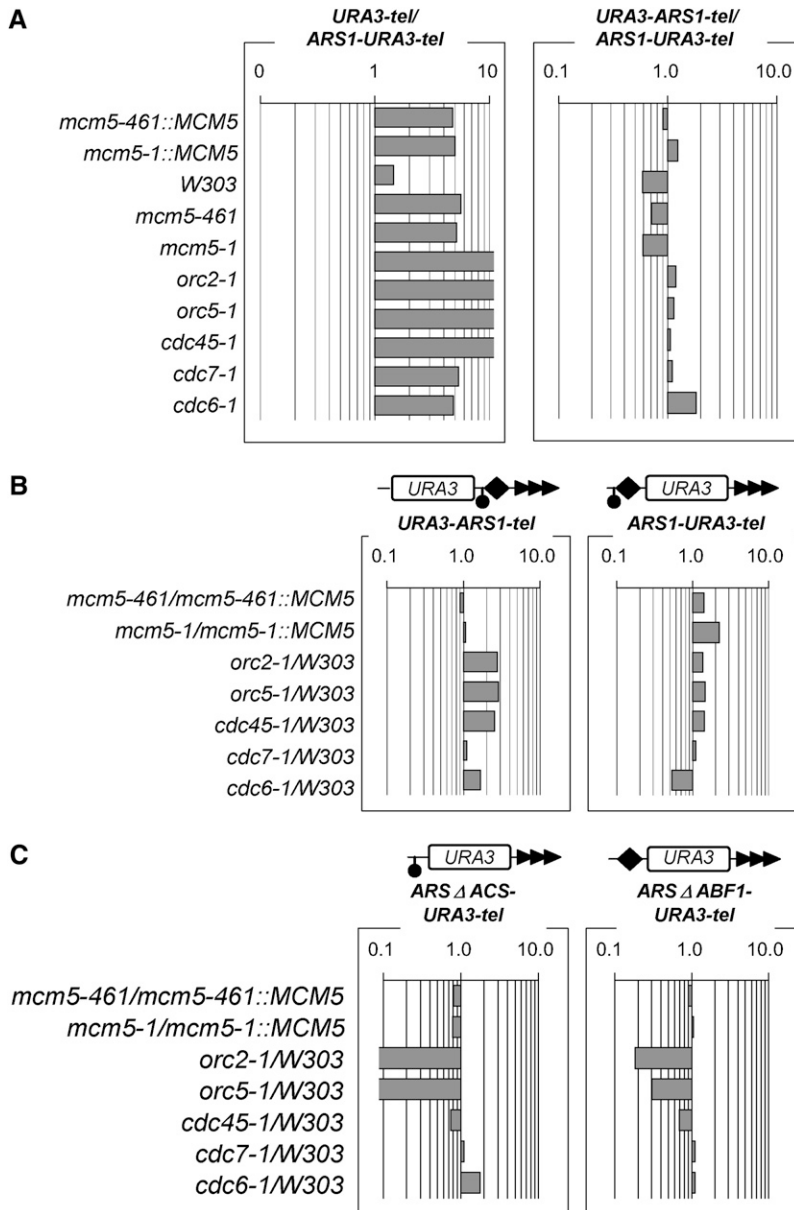 A
URA3-tel/
ARS1-URA3-tel
URA3-ARS1-tel/
ARS1-URA3-tel
0 1 10
0.1 1.0 10.0
mcm5-461::MCM5
mcm5-1::MCM5
W303
mcm5-461
mcm5-1
orc2-1
orc5-1
cdc45-1
cdc7-1
cdc6-1
B
URA3
URA3
URA3-ARS1-tel
ARS1-URA3-tel
0.1 1.0 10.0
0.1 1.0 10.0
mcm5-461/mcm5-461::MCM5
mcm5-1/mcm5-1::MCM5
orc2-1/W303
orc5-1/W303
cdc45-1/W303
cdc7-1/W303
cdc6-1/W303
C
URA3
URA3
ARS Δ ACS-
URA3-tel
ARS Δ ABF1-
URA3-tel
0.1 1.0 10.0
0.1 1.0 10.0
mcm5-461/mcm5-461::MCM5
mcm5-1/mcm5-1::MCM5
orc2-1/W303
orc5-1/W303
cdc45-1/W303
cdc7-1/W303
cdc6-1/W303